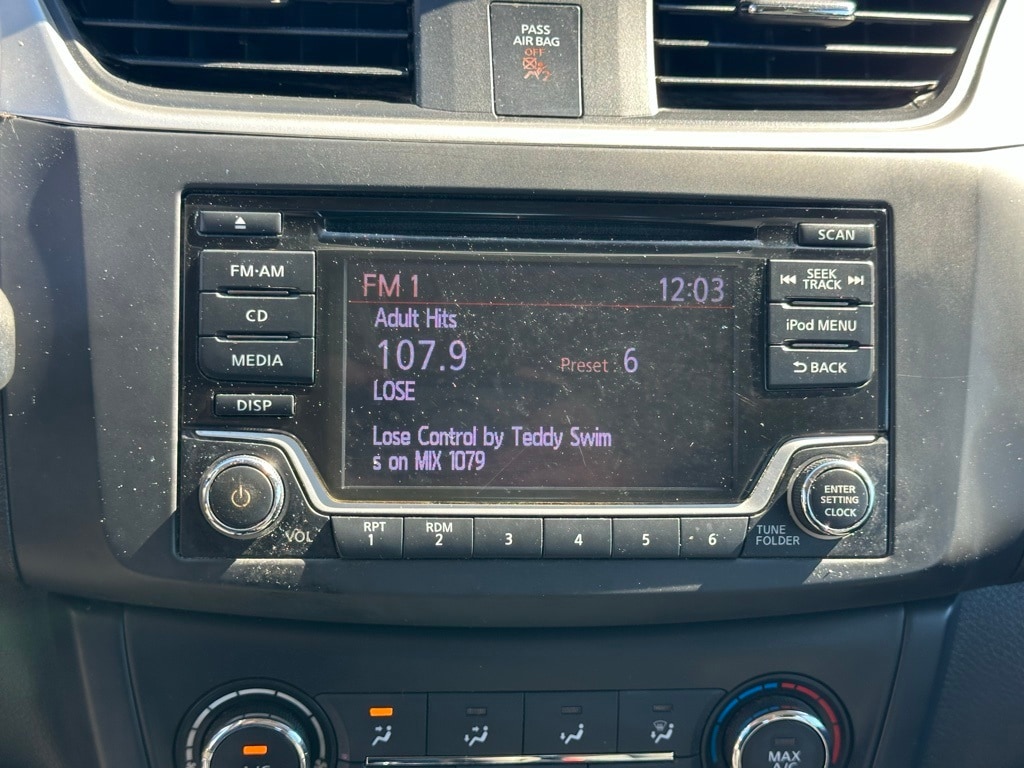 PASS
AIR BAG
OFF
SCAN
FM·AM
CD
MEDIA
DISP
FM 1 12:03
Adult Hits
107.9 Preset 6
LOSE
Lose Control by Teddy Swim
s on MIX 1079
SEEK
TRACK
iPod MENU
BACK
VOL
RPT RDM
1 2 3 4 5 6
TUNE
FOLDER
ENTER
SETTING
CLOCK
A/C
MAX
A/C